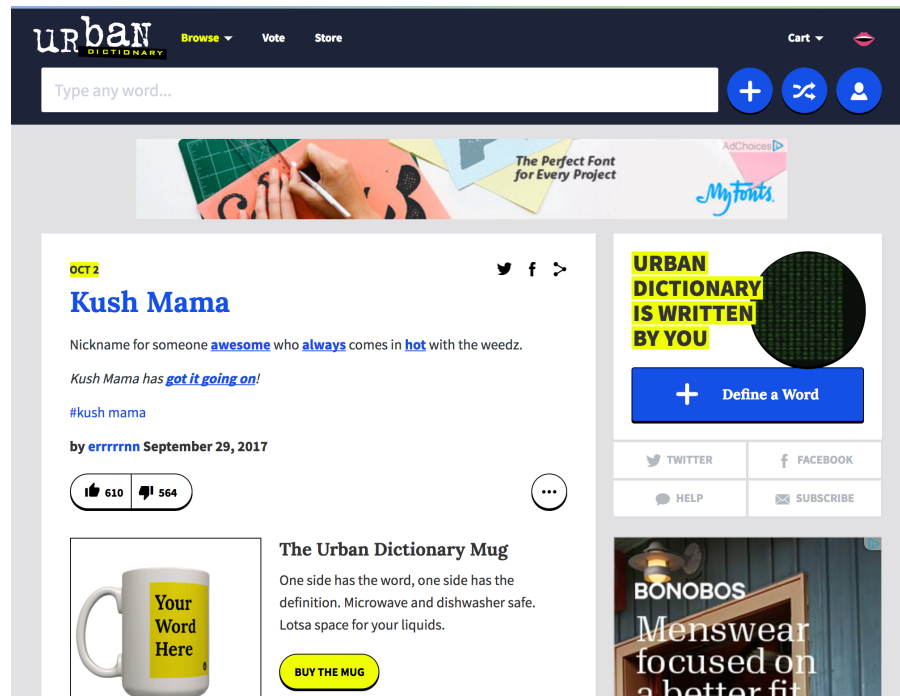 urban
DICTIONARY
Browse Vote Store Cart
Type any word...
AdChoices
The Perfect Font
for Every Project
MyFonts.
OCT 2
Kush Mama
Nickname for someone awesome who always comes in hot with the weedz.
Kush Mama has got it going on!
#kush mama
by errrrrnn September 29, 2017
610 564
The Urban Dictionary Mug
One side has the word, one side has the
definition. Microwave and dishwasher safe.
Lotsa space for your liquids.
BUY THE MUG
Your
Word
Here
URBAN
DICTIONARY
IS WRITTEN
BY YOU
Define a Word
TWITTER FACEBOOK
HELP SUBSCRIBE
BONOBOS
Menswear
focused on
a better fit